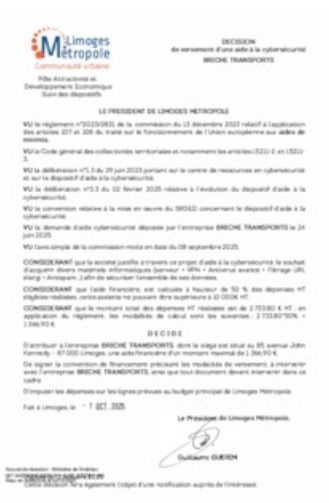 Limoges
Métropole
Communauté urbaine
DECISION
de versement d'une aide à la cybersécurité
BRECHE TRANSPORTS
Pôle Attractivité et
Développement Economique
Suivi des dispositifs
LE PRESIDENT DE LIMOGES METROPOLE
VU le règlement n°2023/2831 de la commission du 13 décembre 2023 relatif à l'application
des articles 107 et 108 du traité sur le fonctionnement de l'Union européenne aux aides de
minimis,
VU le Code général des collectivités territoriales et notamment les articles L5211-2, en L1511-
3,
VU la délibération n°1.3 du 29 juin 2023 portant sur le centre de ressources en cybersécurité
et sur le dispositif d'aide à la cybersécurité.
VU la délibération n°5.3 du 02 février 2025 relative à l'évolution du dispositif d'aide à la
cybersécurité.
VU la convention relative à la mise en œuvre du SRDEII concernant le dispositif d'aide à la
cybersécurité.
VU la demande d'aide cybersécurité déposée par l'entreprise BRECHE TRANSPORTS le 24
juin 2025.
VU l'avis simple de la commission mixte en date du 08 septembre 2025.
CONSIDERANT que la société justifie à travers ce projet d'aide à la cybersécurité, le souhait
d'acquérir divers matériels informatiques (serveur + VPN + Antivirus avancé + Filtrage URL
+ Antispam..) afin de sécuriser l'ensemble de ses données.
CONSIDERANT que l'aide financière, est calculée à hauteur de 50 % des dépenses HT
éligibles réalisées, cette assiette ne pouvant être supérieure à 10 000€ HT.
CONSIDERANT que le montant total des dépenses HT réalisées est de 2 733,80 € HT, en
application du règlement, les modalités de calcul sont les suivantes : 2 733,80*50% =
1 366,90 €.
D E C I D E
D'attribuer à l'entreprise BRECHE TRANSPORTS, dont le siège est situé au 85 avenue John
Kennedy - 87 000 Limoges, une aide financière d'un montant maximal de 1 366,90 €.
De signer la convention de financement précisant les modalités de versement, à intervenir
avec l'entreprise BRECHE TRANSPORTS, ainsi que tout document devant intervenir dans ce
cadre.
D'imputer les dépenses sur les lignes prévues au budget principal de Limoges Métropole.
Fait à Limoges le - 1 OCT. 2025
Le Président de Limoges Métropole,
Guillaume GUERIN
Accusé de réception - Ministère de l'Intérieur
Cette décision fera également l'objet d'une notification auprès de l'intéressé.